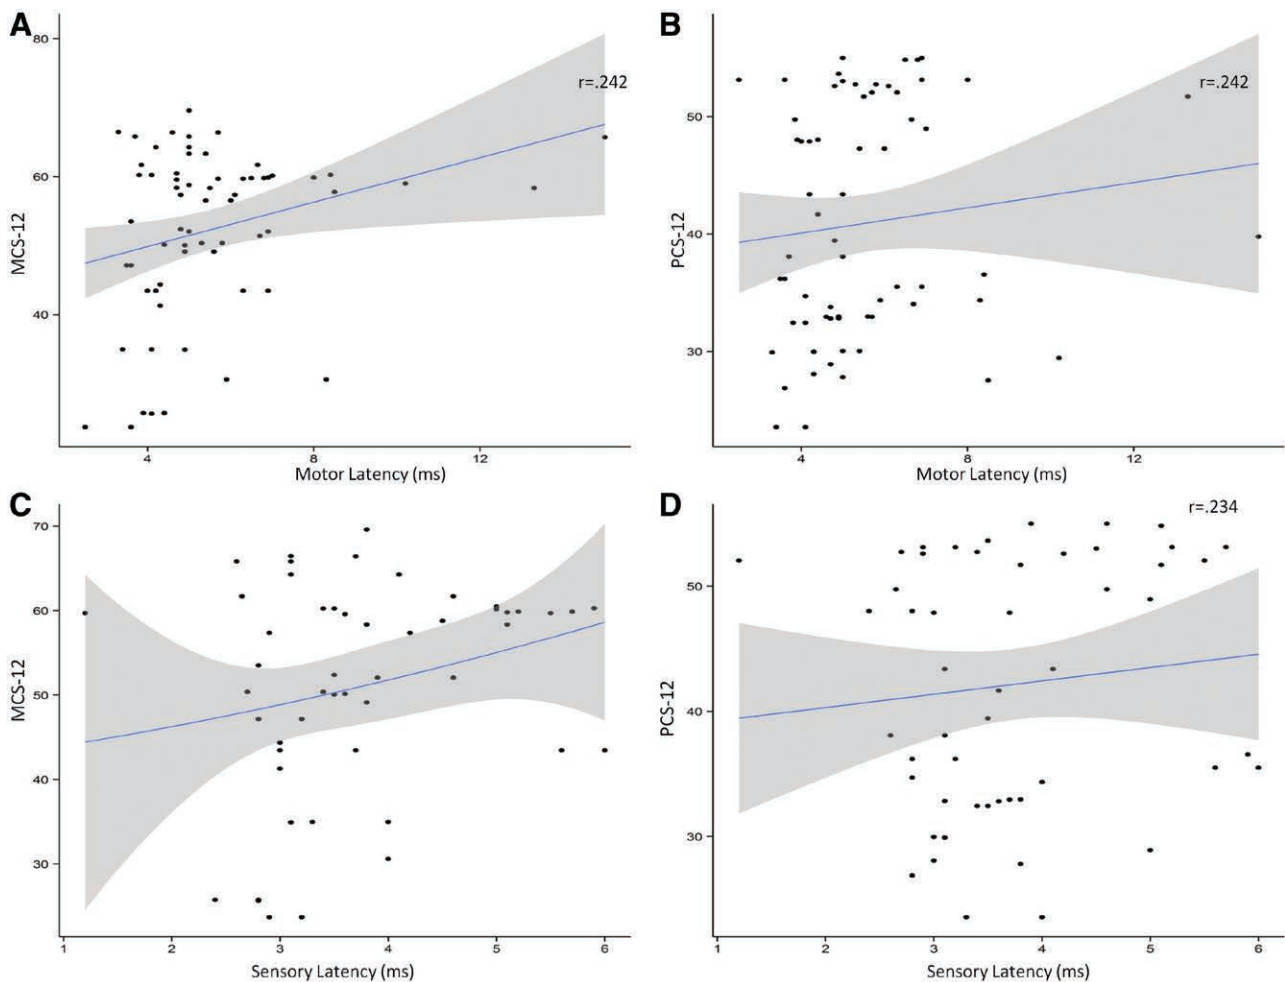 A
80
60
40
MCS-12
r=.242
4
8
12
Motor Latency (ms)
B
50
40
30
PCS-12
r=.242
4
8
12
Motor Latency (ms)
C
70
60
50
40
30
MCS-12
1
2
3
4
5
6
Sensory Latency (ms)
D
r=.234
50
40
30
PCS-12
1
2
3
4
5
6
Sensory Latency (ms)